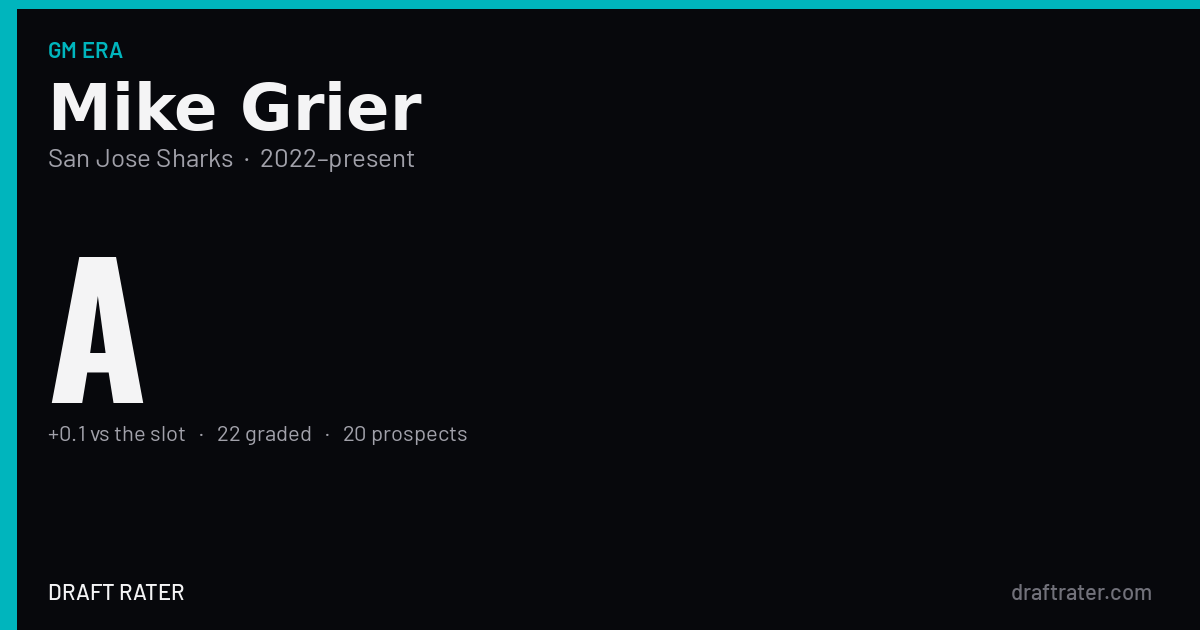 GM ERA
Mike Grier
San Jose Sharks · 2022–present
A
+0.1 vs the slot · 22 graded · 20 prospects
DRAFT RATER
draftrater.com